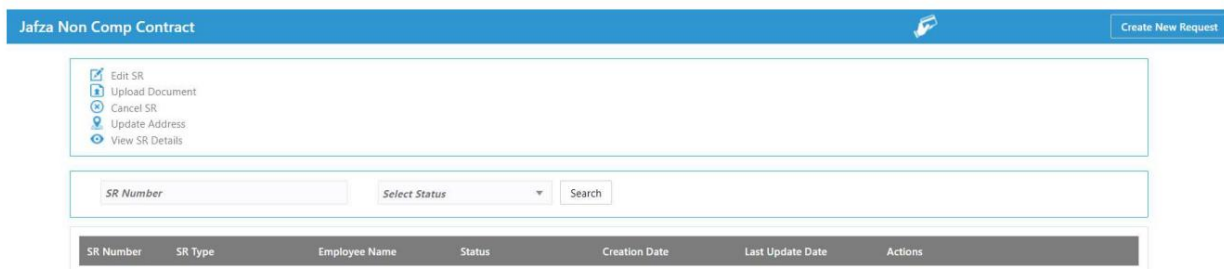 Jafza Non Comp Contract Create New Request
Edit SR
Upload Document
Cancel SR
Update Address
View SR Details
SR Number Select Status Search
SR Number SR Type Employee Name Status Creation Date Last Update Date Actions